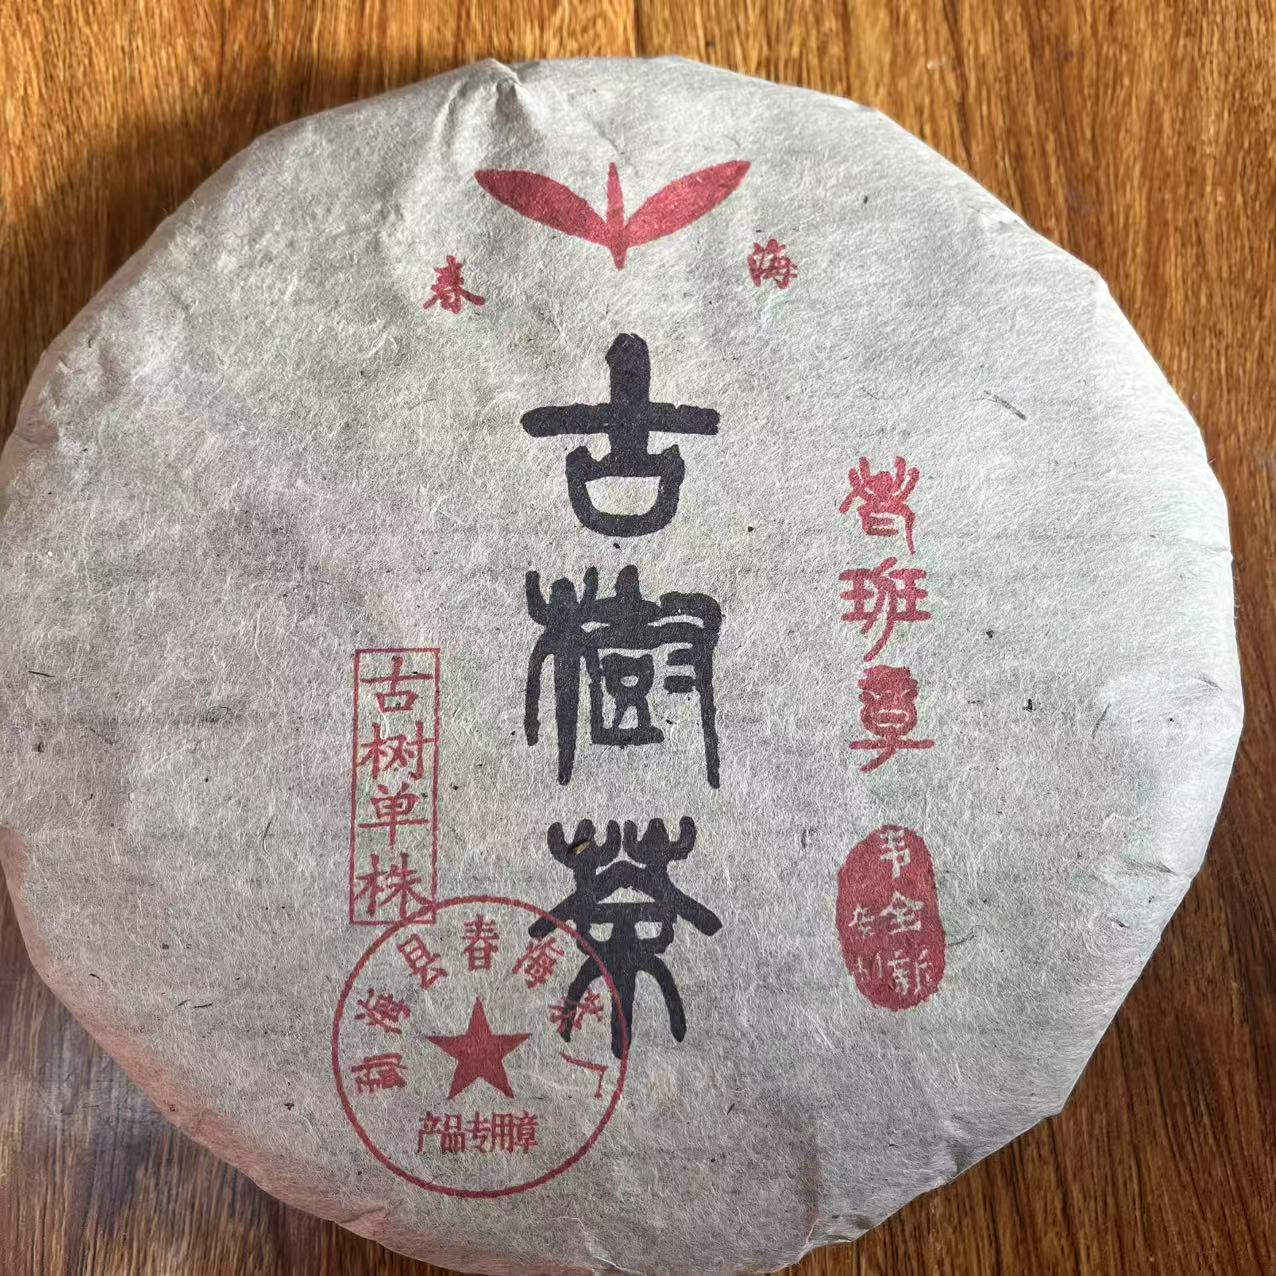 春 海
古樹茶
班章
古树单株
勐海县春海茶厂
产品专用章